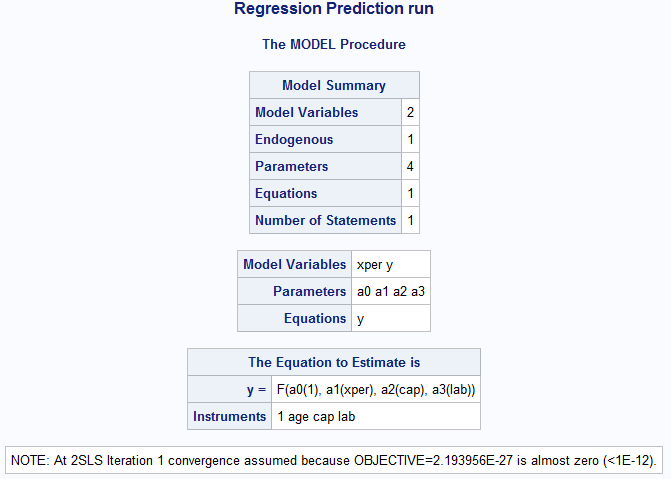 Regression Prediction run
The MODEL Procedure
Model Summary
Model Variables 2
Endogenous 1
Parameters 4
Equations 1
Number of Statements 1
Model Variables xper y
Parameters a0 a1 a2 a3
Equations y
The Equation to Estimate is
y = F(a0(1), a1(xper), a2(cap), a3(lab))
Instruments 1 age cap lab
NOTE: At 2SLS Iteration 1 convergence assumed because OBJECTIVE=2.193956E-27 is almost zero (<1E-12).